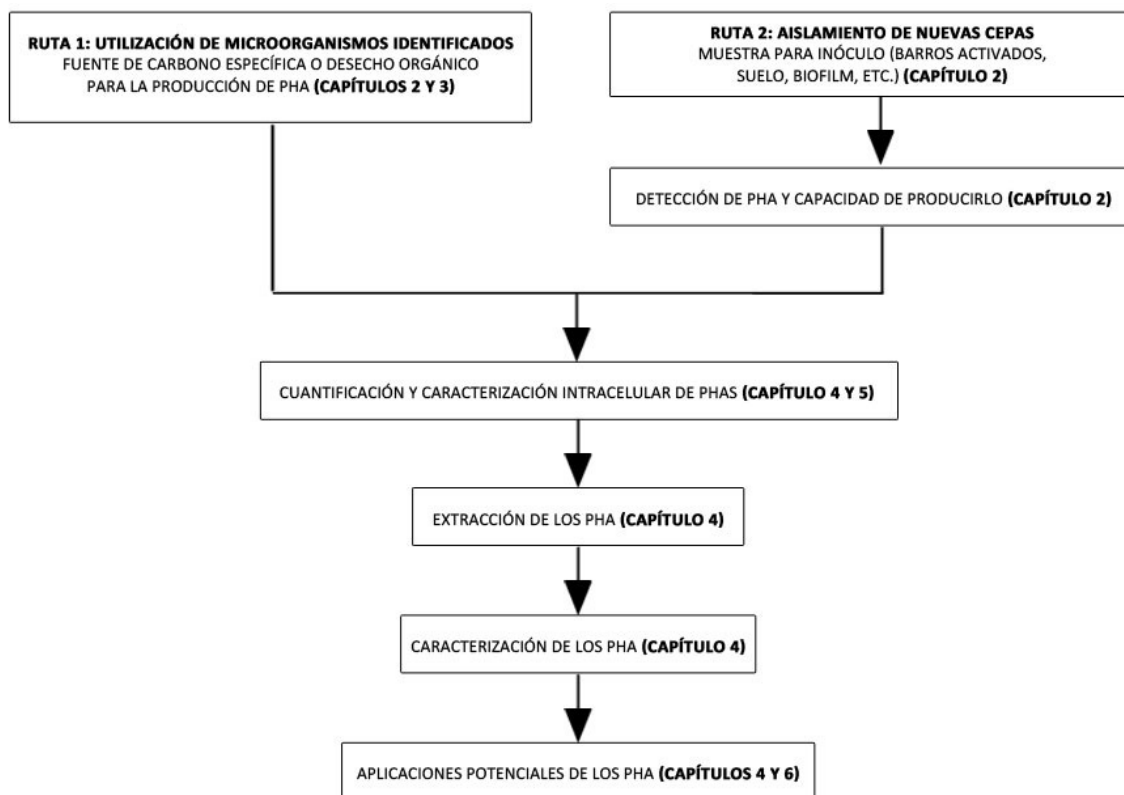 RUTA 1: UTILIZACIÓN DE MICROORGANISMOS IDENTIFICADOS
FUENTE DE CARBONO ESPECÍFICA O DESECHO ORGÁNICO
PARA LA PRODUCCIÓN DE PHA (CAPÍTULOS 2 Y 3)
RUTA 2: AISLAMIENTO DE NUEVAS CEPAS
MUESTRA PARA INÓCULO (BARROS ACTIVADOS,
SUELO, BIOFILM, ETC.) (CAPÍTULO 2)
DETECCIÓN DE PHA Y CAPACIDAD DE PRODUCIRLO (CAPÍTULO 2)
CUANTIFICACIÓN Y CARACTERIZACIÓN INTRACELULAR DE PHAS (CAPÍTULO 4 Y 5)
EXTRACCIÓN DE LOS PHA (CAPÍTULO 4)
CARACTERIZACIÓN DE LOS PHA (CAPÍTULO 4)
APLICACIONES POTENCIALES DE LOS PHA (CAPÍTULOS 4 Y 6)